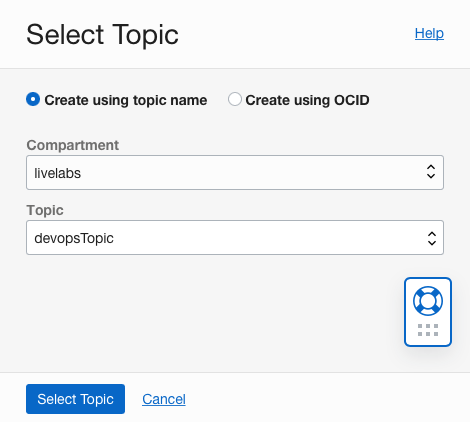 Select Topic
Help
Create using topic name
Create using OCID
Compartment
livelabs
Topic
devopsTopic
Select Topic
Cancel